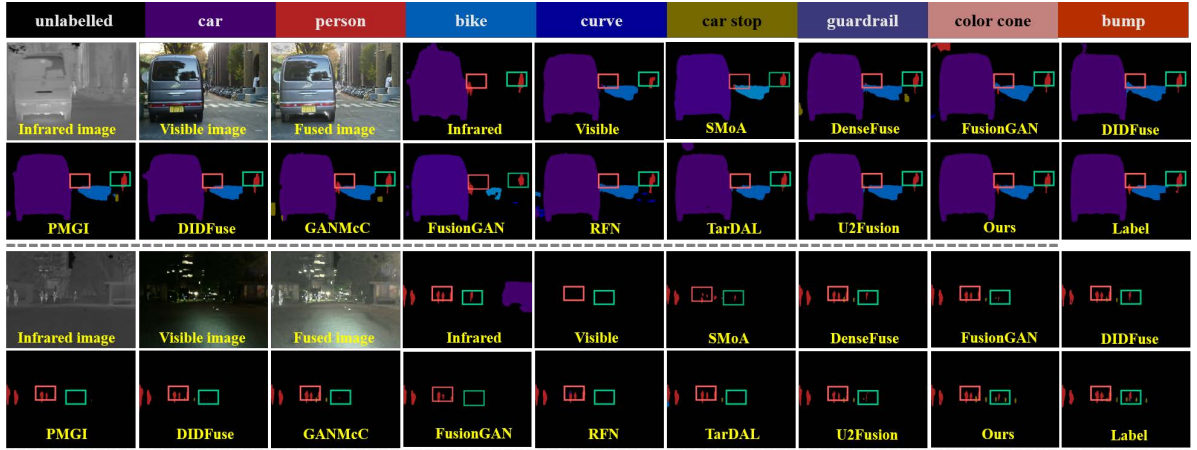 unlabelled car person bike curve car stop guardrail color cone bump
Infrared image Visible image Fused image Infrared Visible SMoA DenseFuse FusionGAN DIDFuse
PMGI DIDFuse GANMcC FusionGAN RFN TarDAL U2Fusion Ours Label
Infrared image Visible image Fused image Infrared Visible SMoA DenseFuse FusionGAN DIDFuse
PMGI DIDFuse GANMcC FusionGAN RFN TarDAL U2Fusion Ours Label